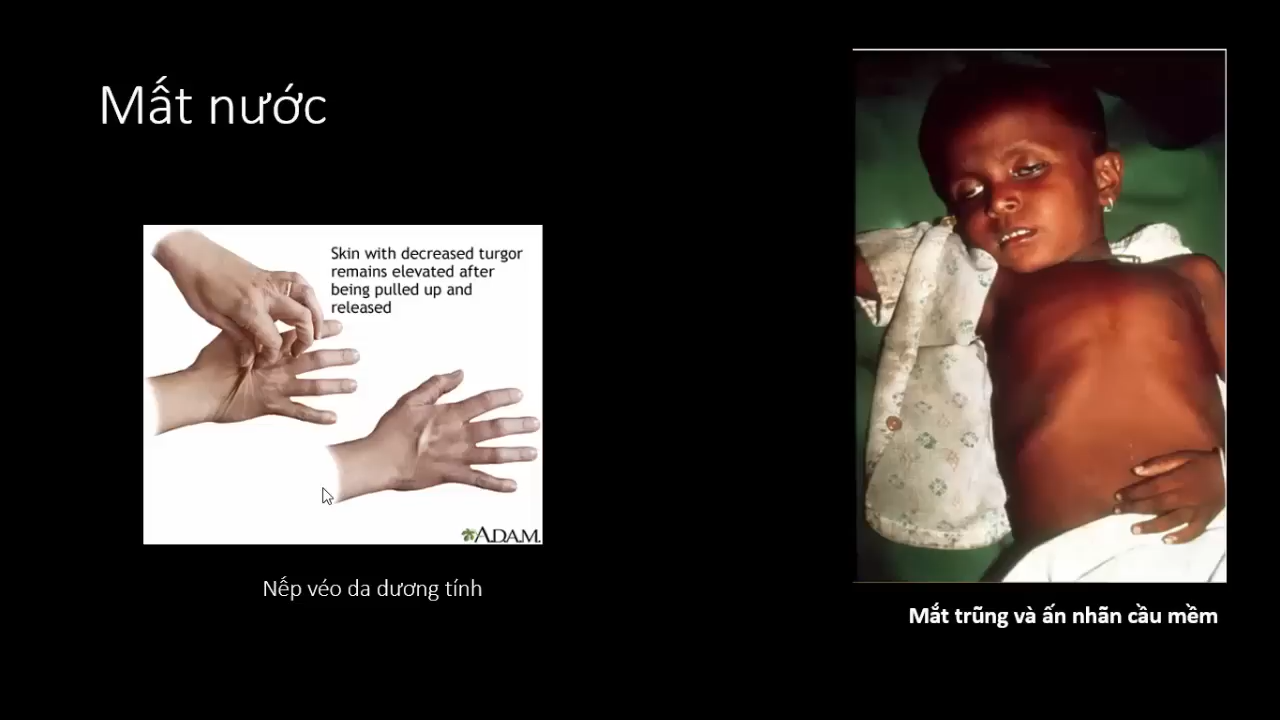 Mất nước
Skin with decreased turgor
remains elevated after
being pulled up and
released
A.D.A.M.
Nếp véo da dương tính
Mắt trũng và ấn nhãn cầu mềm